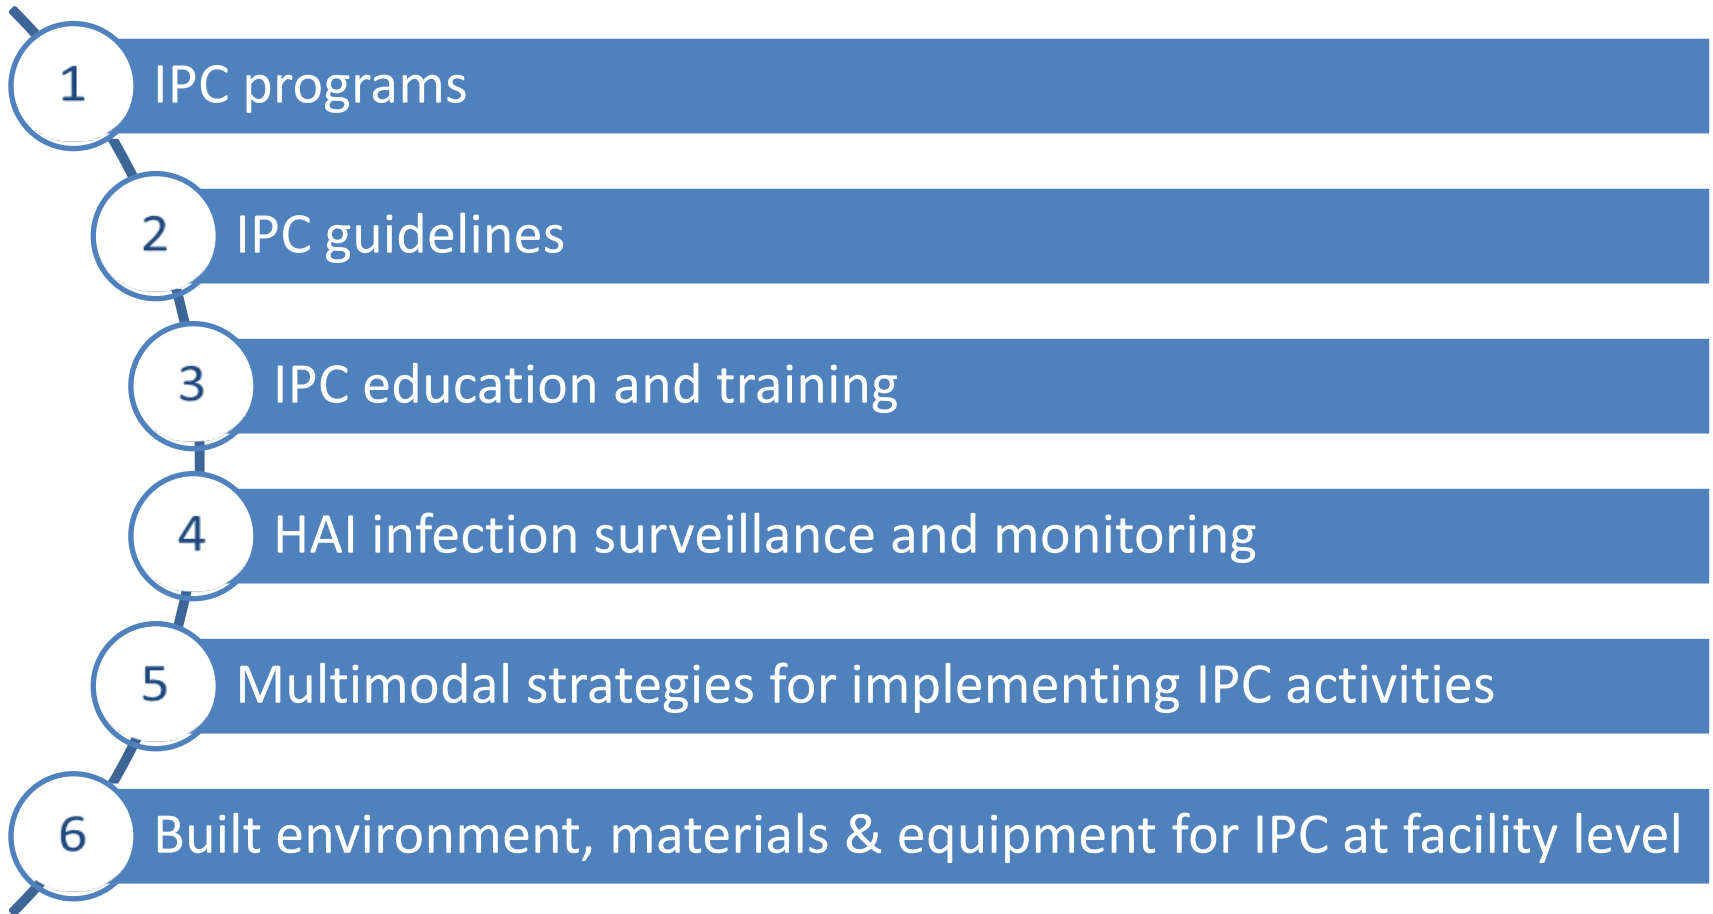 1 IPC programs
2 IPC guidelines
3 IPC education and training
4 HAI infection surveillance and monitoring
5 Multimodal strategies for implementing IPC activities
6 Built environment, materials & equipment for IPC at facility level